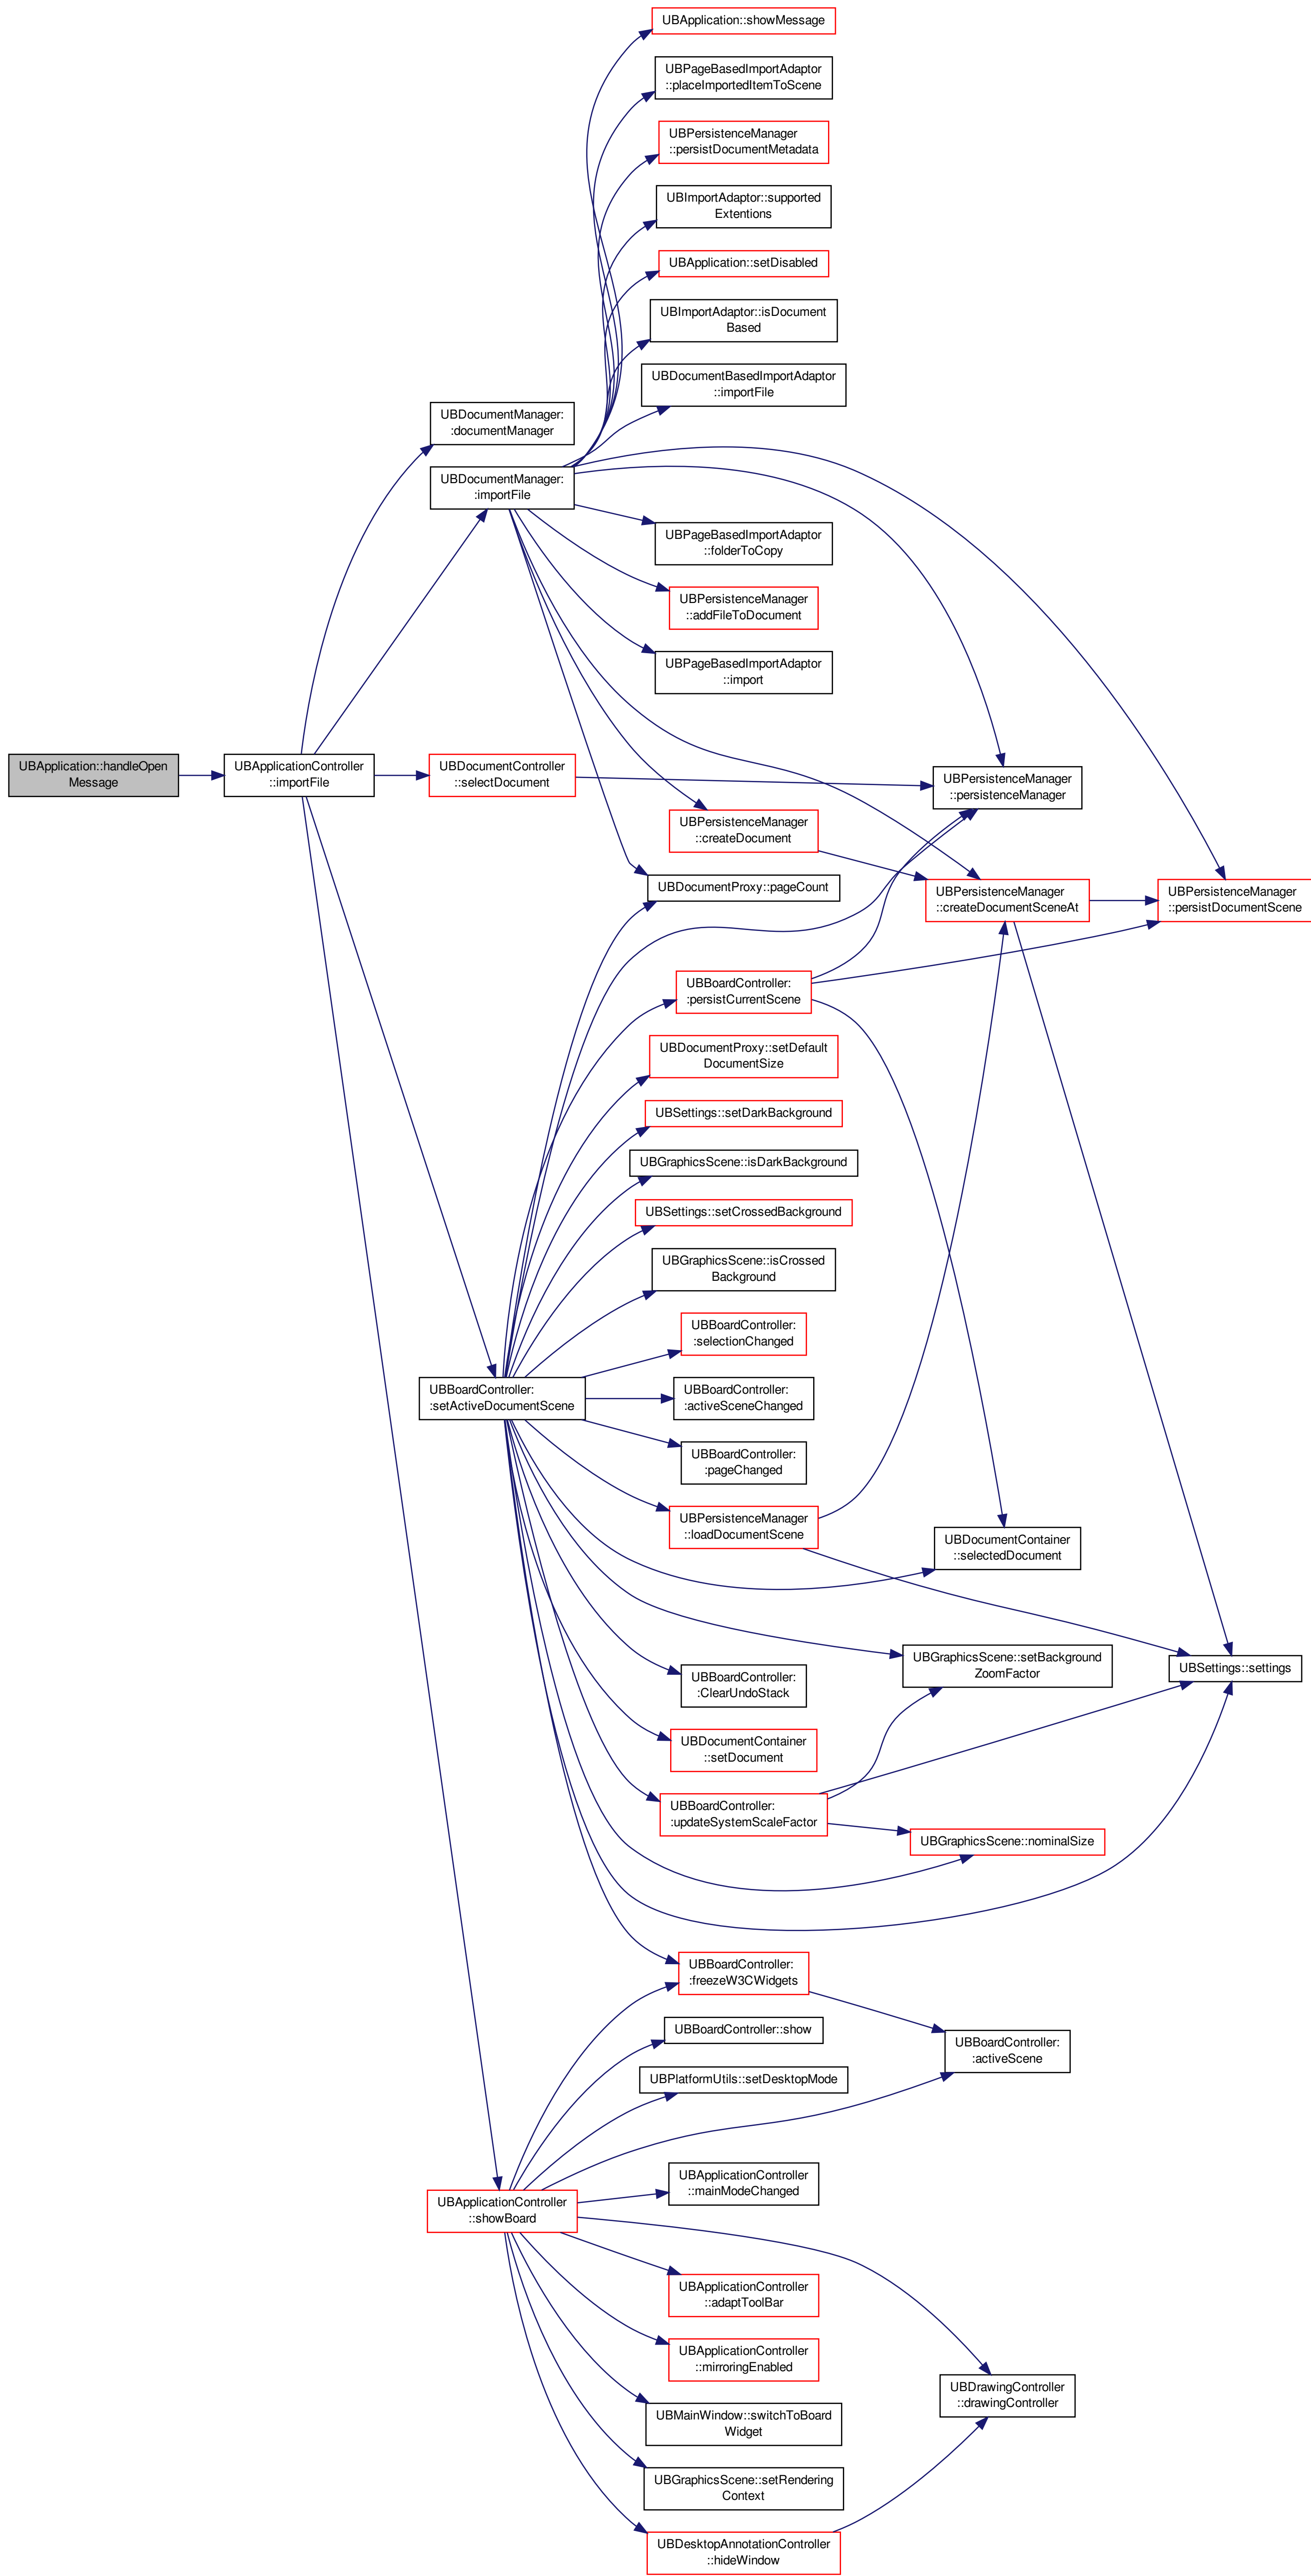 UBApplication::showMessage
UBPageBasedImportAdaptor
::placeImportedItemToScene
UBPersistenceManager
::persistDocumentMetadata
UBImportAdaptor::supported
Extentions
UBApplication::setDisabled
UBImportAdaptor::isDocument
Based
UBDocumentBasedImportAdaptor
::importFile
UBDocumentManager:
:documentManager
UBDocumentManager:
:importFile
UBPageBasedImportAdaptor
::folderToCopy
UBPersistenceManager
::addFileToDocument
UBPageBasedImportAdaptor
::import
UBApplication::handleOpen
Message
UBApplicationController
::importFile
UBDocumentController
::selectDocument
UBPersistenceManager
::persistenceManager
UBPersistenceManager
::createDocument
UBDocumentProxy::pageCount
UBPersistenceManager
::createDocumentSceneAt
UBPersistenceManager
::persistDocumentScene
UBBoardController:
:persistCurrentScene
UBDocumentProxy::setDefault
DocumentSize
UBSettings::setDarkBackground
UBGraphicsScene::isDarkBackground
UBSettings::setCrossedBackground
UBGraphicsScene::isCrossed
Background
UBBoardController:
:selectionChanged
UBBoardController:
:setActiveDocumentScene
UBBoardController:
:activeSceneChanged
UBBoardController:
:pageChanged
UBPersistenceManager
::loadDocumentScene
UBDocumentContainer
::selectedDocument
UBGraphicsScene::setBackground
ZoomFactor
UBSettings::settings
UBBoardController:
:ClearUndoStack
UBDocumentContainer
::setDocument
UBBoardController:
:updateSystemScaleFactor
UBGraphicsScene::nominalSize
UBBoardController:
:freezeW3CWidgets
UBBoardController::show
UBBoardController:
:activeScene
UBPlatformUtils::setDesktopMode
UBApplicationController
::mainModeChanged
UBApplicationController
::showBoard
UBApplicationController
::adaptToolBar
UBApplicationController
::mirroringEnabled
UBDrawingController
::drawingController
UBMainWindow::switchToBoard
Widget
UBGraphicsScene::setRendering
Context
UBDesktopAnnotationController
::hideWindow